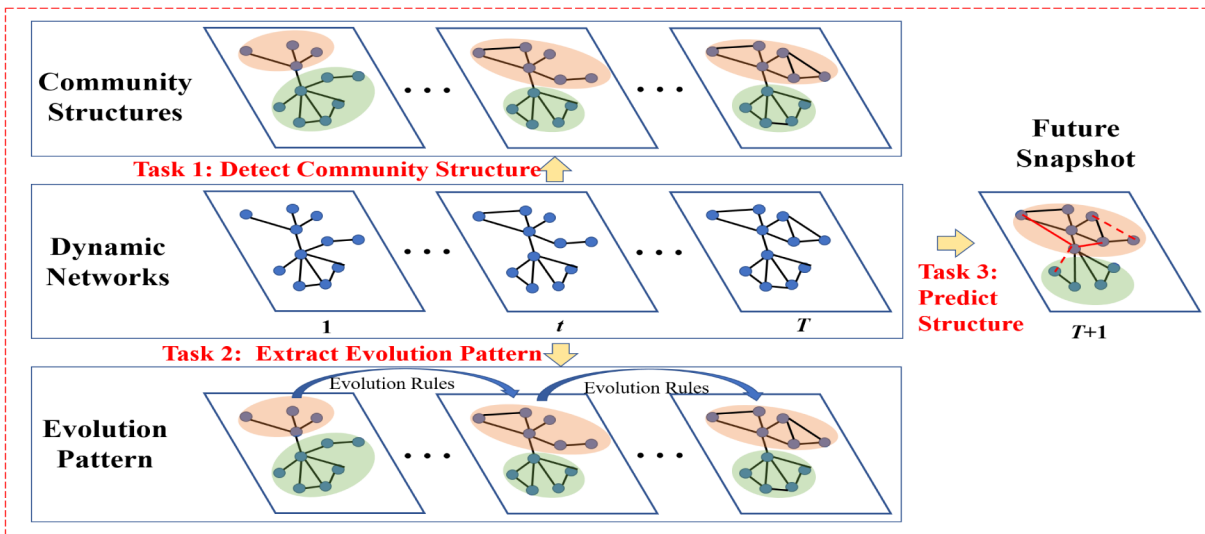 Community
Structures
. . .
. . .
Task 1: Detect Community Structure
Future
Snapshot
Dynamic
Networks
. . .
. . .
1
t
T
Task 3:
Predict
Structure
T+1
Task 2: Extract Evolution Pattern
Evolution Rules
Evolution Rules
Evolution
Pattern
. . .
. . .